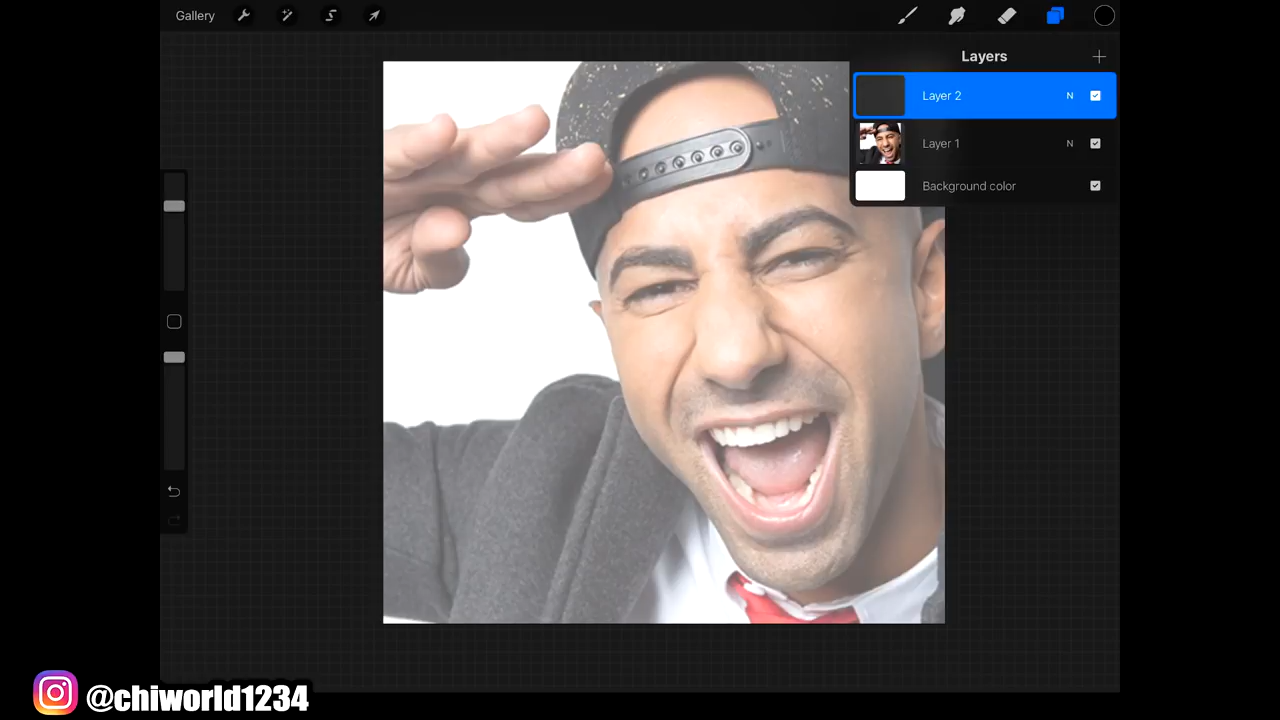 Gallery
Layers
Layer 2 N
Layer 1 N
Background color
@chiworld1234